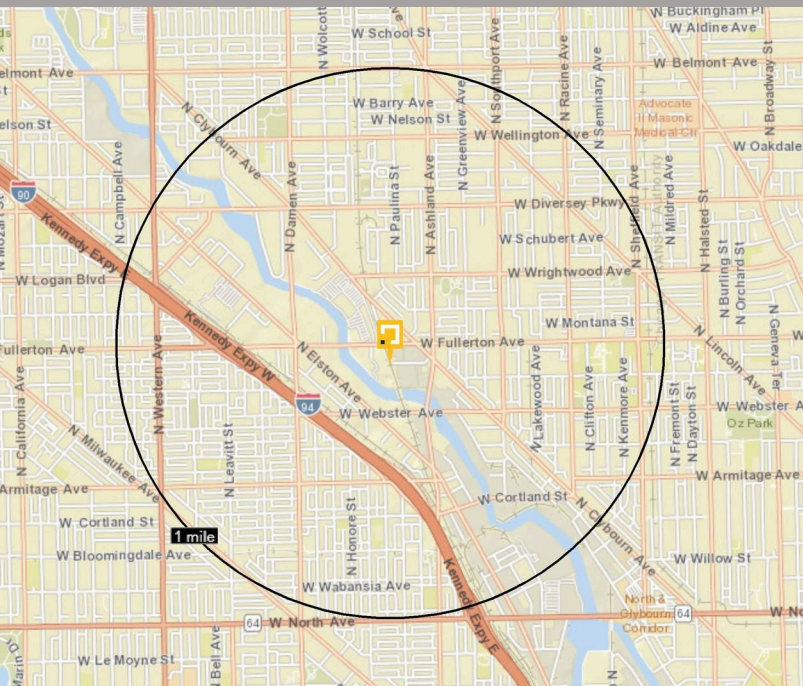 W Buckingham Pl
W Aldine Ave
W School St
N Wolcott
N Southport Ave
N Racine Ave
N Seminary Ave
N Broadway St
W Belmont Ave
elmont Ave
W Barry Ave
W Nelson St
elson St
N Clybourn Ave
N Greenview Ave
W Wellington Ave
Advocate
Il Masonic
Medical Ctr
W Oakdale
N Campbell Ave
90
N Damen Ave
N Paulina St
N Ashland Ave
W Diversey Pkwy
N Sheffield Ave
N Mildred Ave
N Halsted St
N Mozart St
Kennedy Expy E
W Schubert Ave
W Wrightwood Ave
N Burling St
N Orchard St
W Logan Blvd
W Montana St
N Geneva Ter
Kennedy Expy W
W Fullerton Ave
Fullerton Ave
N Elston Ave
N Western Ave
N Lincoln Ave
N California Ave
94
W Webster Ave
N Lakewood Ave
N Clifton Ave
N Kenmore Ave
N Fremont St
N Dayton St
W Webster A
Oz Park
N Milwaukee Ave
N Leavitt St
Armitage Ave
W Armitage Ave
W Cortland St
W Cortland St
N Clybourn Ave
1 mile
N Honore St
W Bloomingdale Ave
W Willow St
W Wabansia Ave
Kennedy Expy E
North &
Clybourn
Corridor
64
W North Ave
64
W No
W Le Moyne St
N Bell Ave